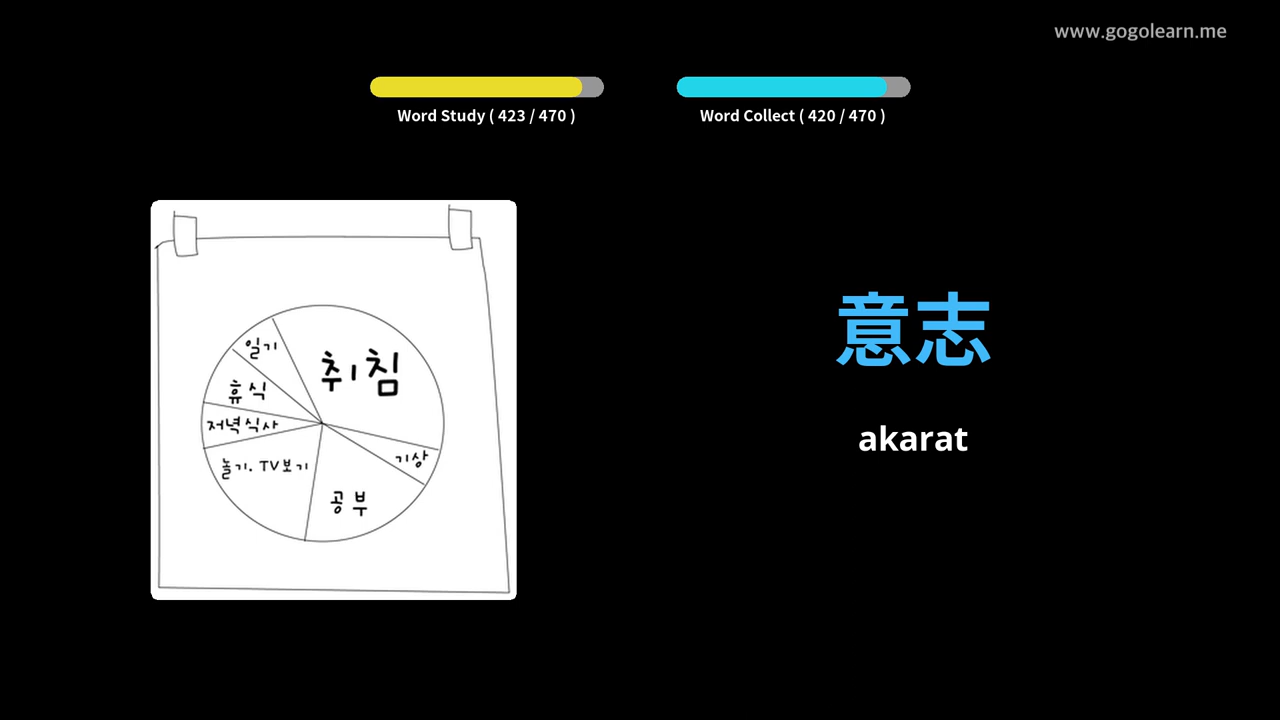 www.gogolearn.me
Word Study ( 423 / 470 )
Word Collect ( 420 / 470 )
일기
취침
휴식
저녁식사
기상
놀기. TV보기
공부
意志
akarat